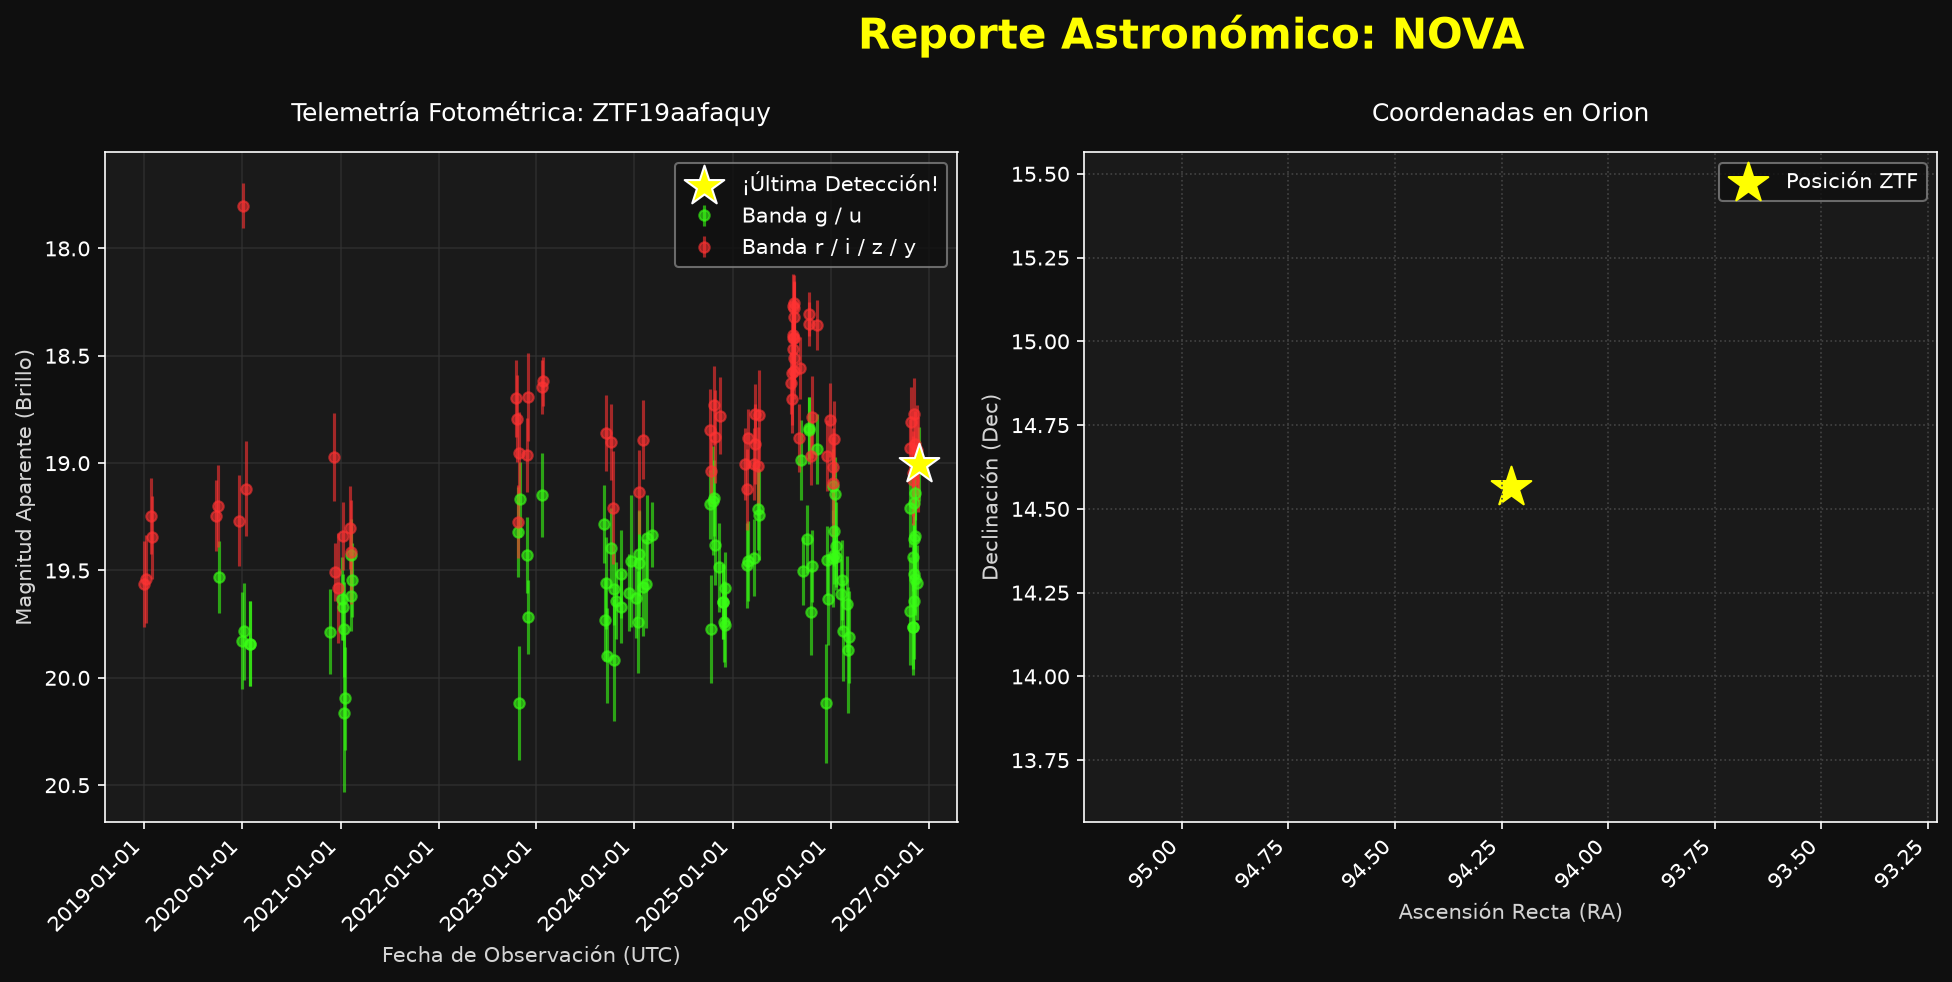 Reporte Astronómico: NOVA
Telemetría Fotométrica: ZTF19aafaquy
¡Última Detección!
Banda g / u
Banda r / i / z / y
18.0
18.5
19.0
19.5
20.0
20.5
Magnitud Aparente (Brillo)
2019-01-01
2020-01-01
2021-01-01
2022-01-01
2023-01-01
2024-01-01
2025-01-01
2026-01-01
2027-01-01
Fecha de Observación (UTC)
Coordenadas en Orion
Posición ZTF
15.50
15.25
15.00
14.75
14.50
14.25
14.00
13.75
Declinación (Dec)
95.00
94.75
94.50
94.25
94.00
93.75
93.50
93.25
Ascensión Recta (RA)